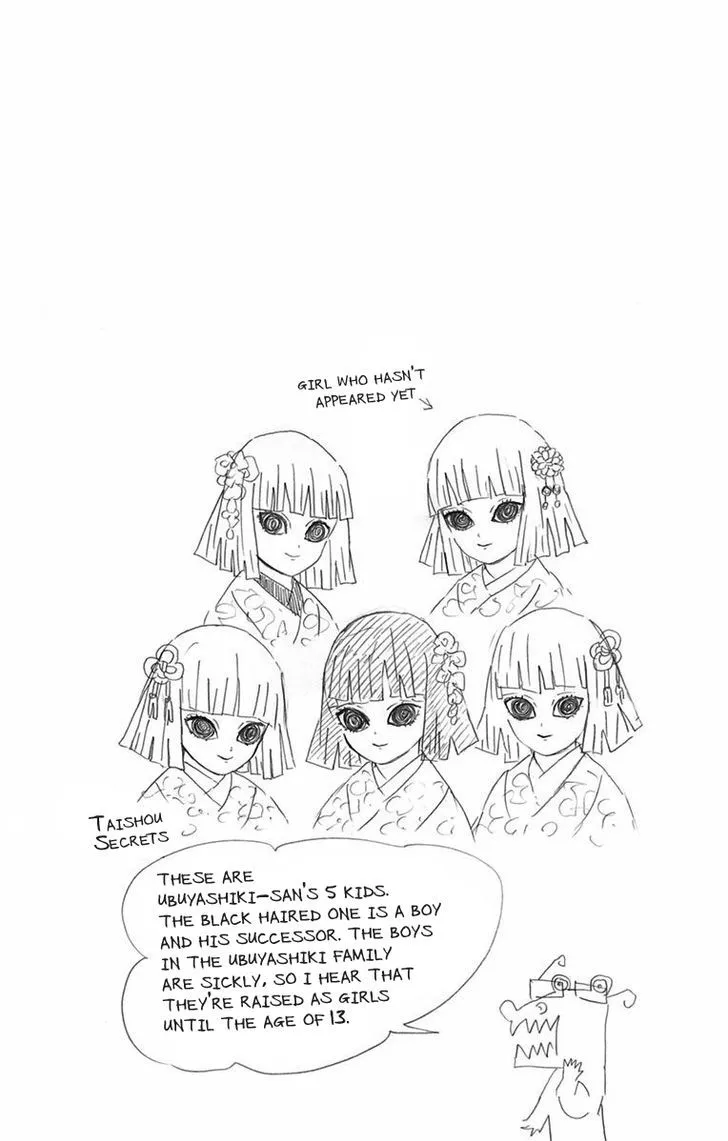 GIRL WHO HASN'T
APPEARED YET
TAISHOU
SECRETS
THESE ARE
UBUYASHIKI-SAN'S 5 KIDS.
THE BLACK HAIRED ONE IS A BOY
AND HIS SUCCESSOR. THE BOYS
IN THE UBUYASHIKI FAMILY
ARE SICKLY, SO I HEAR THAT
THEY'RE RAISED AS GIRLS
UNTIL THE AGE OF 13.